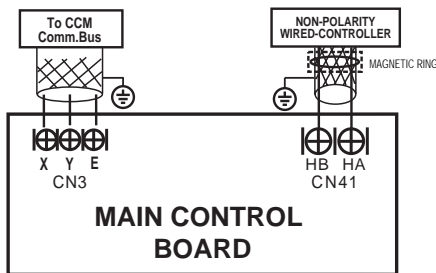 To CCM
Comm.Bus
NON-POLARITY
WIRED-CONTROLLER
MAGNETIC RING
X Y E
CN3
HB HA
CN41
MAIN CONTROL
BOARD